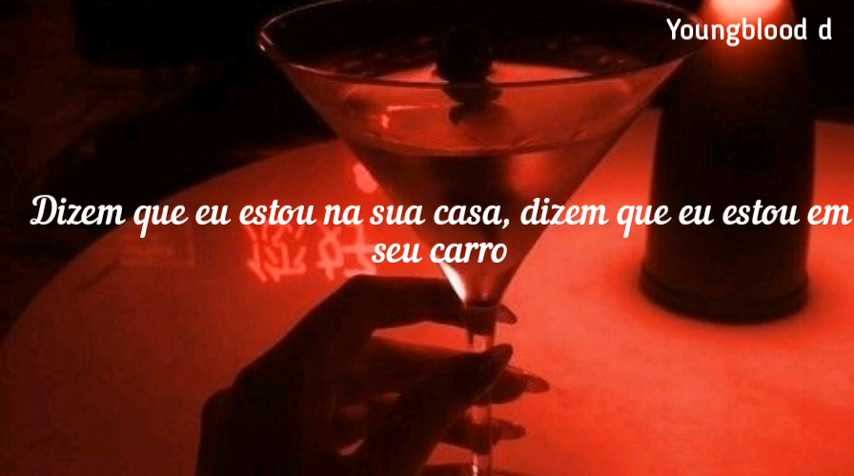 Youngblood d
Dizem que eu estou na sua casa, dizem que eu estou em
seu carro